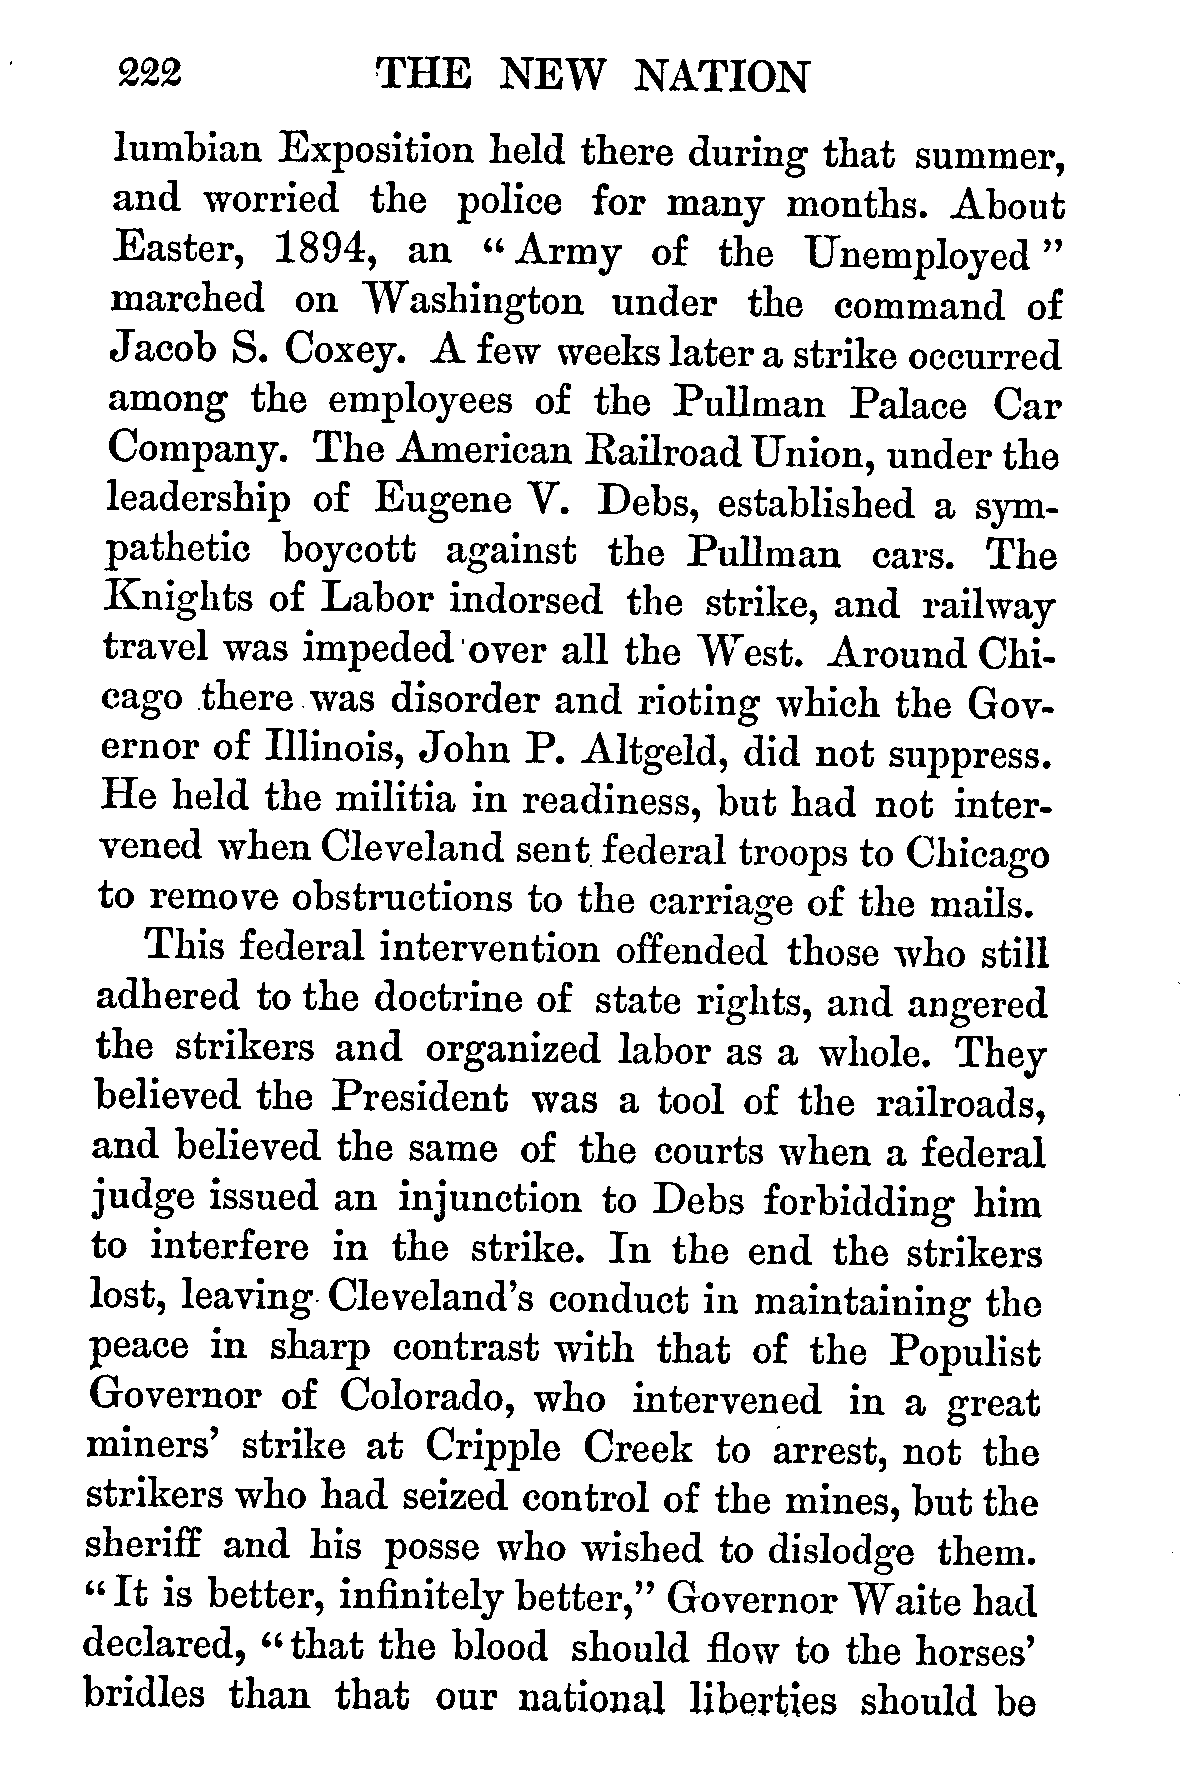 222 THE NEW NATION
lumbian Exposition held there during that summer,
and worried the police for many months. About
Easter, 1894, an “ Army of the Unemployed ”
marched on Washington under the command of
Jacob S. Coxey. A few weeks later a strike occurred
among the employees of the Pullman Palace Car
Company. The American Railroad Union, under the
leadership of Eugene V. Debs, established a sym-
pathetic boycott against the Pullman cars. The
Knights of Labor indorsed the strike, and railway
travel was impeded over all the West. Around Chi-
cago there was disorder and rioting which the Gov-
ernor of Illinois, John P. Altgeld, did not suppress.
He held the militia in readiness, but had not inter-
vened when Cleveland sent federal troops to Chicago
to remove obstructions to the carriage of the mails.
This federal intervention offended those who still
adhered to the doctrine of state rights, and angered
the strikers and organized labor as a whole. They
believed the President was a tool of the railroads,
and believed the same of the courts when a federal
judge issued an injunction to Debs forbidding him
to interfere in the strike. In the end the strikers
lost, leaving Cleveland’s conduct in maintaining the
peace in sharp contrast with that of the Populist
Governor of Colorado, who intervened in a great
miners’ strike at Cripple Creek to arrest, not the
strikers who had seized control of the mines, but the
sheriff and his posse who wished to dislodge them.
“ It is better, infinitely better,” Governor Waite had
declared, “ that the blood should flow to the horses’
bridles than that our national liberties should be